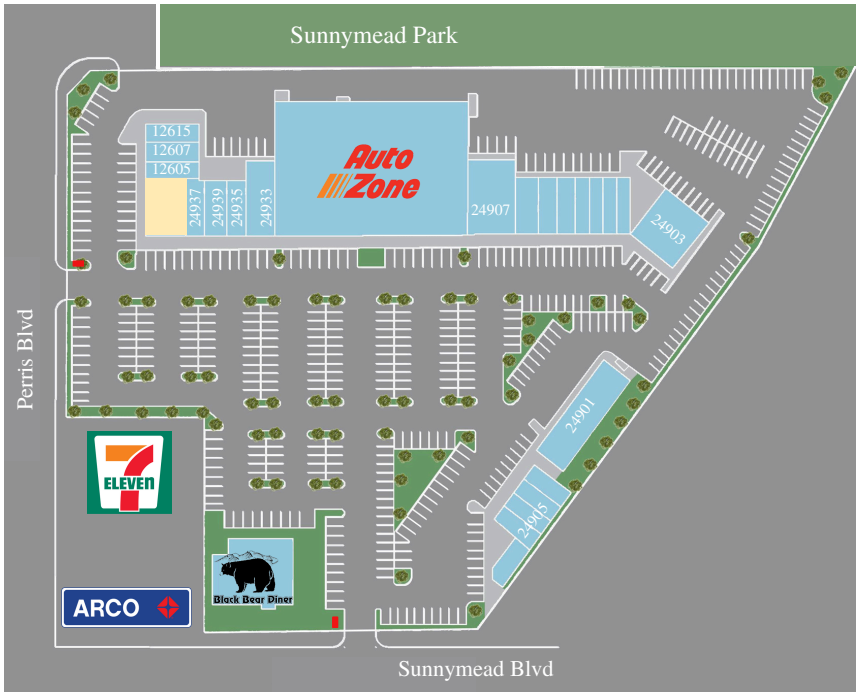 Sunnymead Park
12615
12607
12605
24937
24939
24935
24933
Auto
Zone
24907
24903
Perris Blvd
24901
24905
7
ELEVEN
ARCO
Black Bear Diner
Sunnymead Blvd